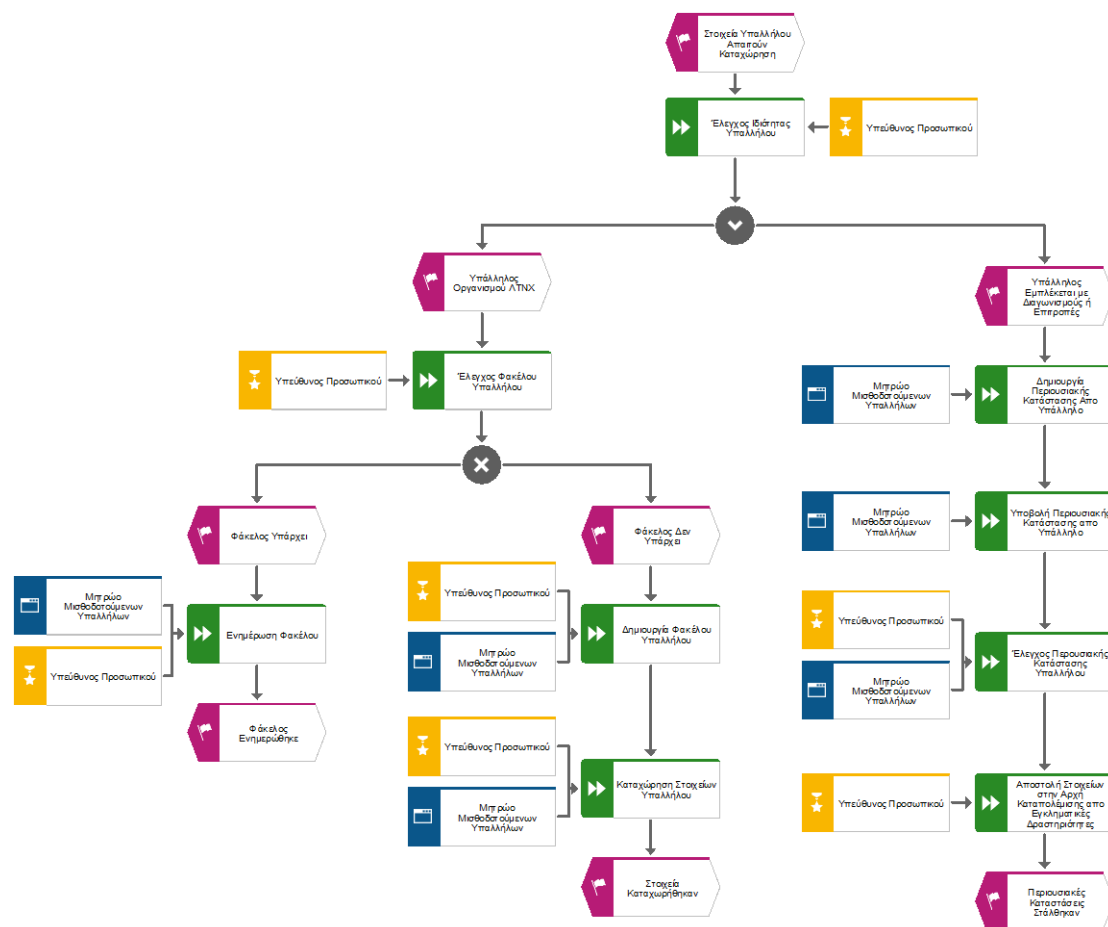 Στοιχεία Υπαλλήλου
Απαιτούν
Καταχώρηση
Έλεγχος Ιδιότητας
Υπαλλήλου
Υπεύθυνος Προσωπικού
Υπάλληλος
Οργανισμού ΛΤΝΧ
Υπάλληλος
Εμπλέκεται με
Διαγωνισμούς ή
Επιτροπές
Υπεύθυνος Προσωπικού
Έλεγχος Φακέλου
Υπαλλήλου
Μητρώο
Μισθοδοτούμενων
Υπαλλήλων
Δημιουργία
Περιουσιακής
Κατάστασης Απο
Υπάλληλο
Φάκελος Υπάρχει
Φάκελος Δεν
Υπάρχει
Μητρώο
Μισθοδοτούμενων
Υπαλλήλων
Υποβολή Περιουσιακής
Κατάστασης απο
Υπάλληλο
Μητρώο
Μισθοδοτούμενων
Υπαλλήλων
Υπεύθυνος Προσωπικού
Ενημέρωση Φακέλου
Υπεύθυνος Προσωπικού
Μητρώο
Μισθοδοτούμενων
Υπαλλήλων
Δημιουργία Φακέλου
Υπαλλήλου
Υπεύθυνος Προσωπικού
Μητρώο
Μισθοδοτούμενων
Υπαλλήλων
Έλεγχος Περουσιακής
Κατάστασης
Υπαλλήλου
Φάκελος
Ενημερώθηκε
Υπεύθυνος Προσωπικού
Μητρώο
Μισθοδοτούμενων
Υπαλλήλων
Καταχώρηση Στοιχείων
Υπαλλήλου
Υπεύθυνος Προσωπικού
Αποστολή Στοιχείων
στην Αρχή
Καταπολέμισης απο
Εγκληματικές
Δραστηριότητες
Στοιχεία
Καταχωρήθηκαν
Περιουσιακές
Καταστάσεις
Στάλθηκαν